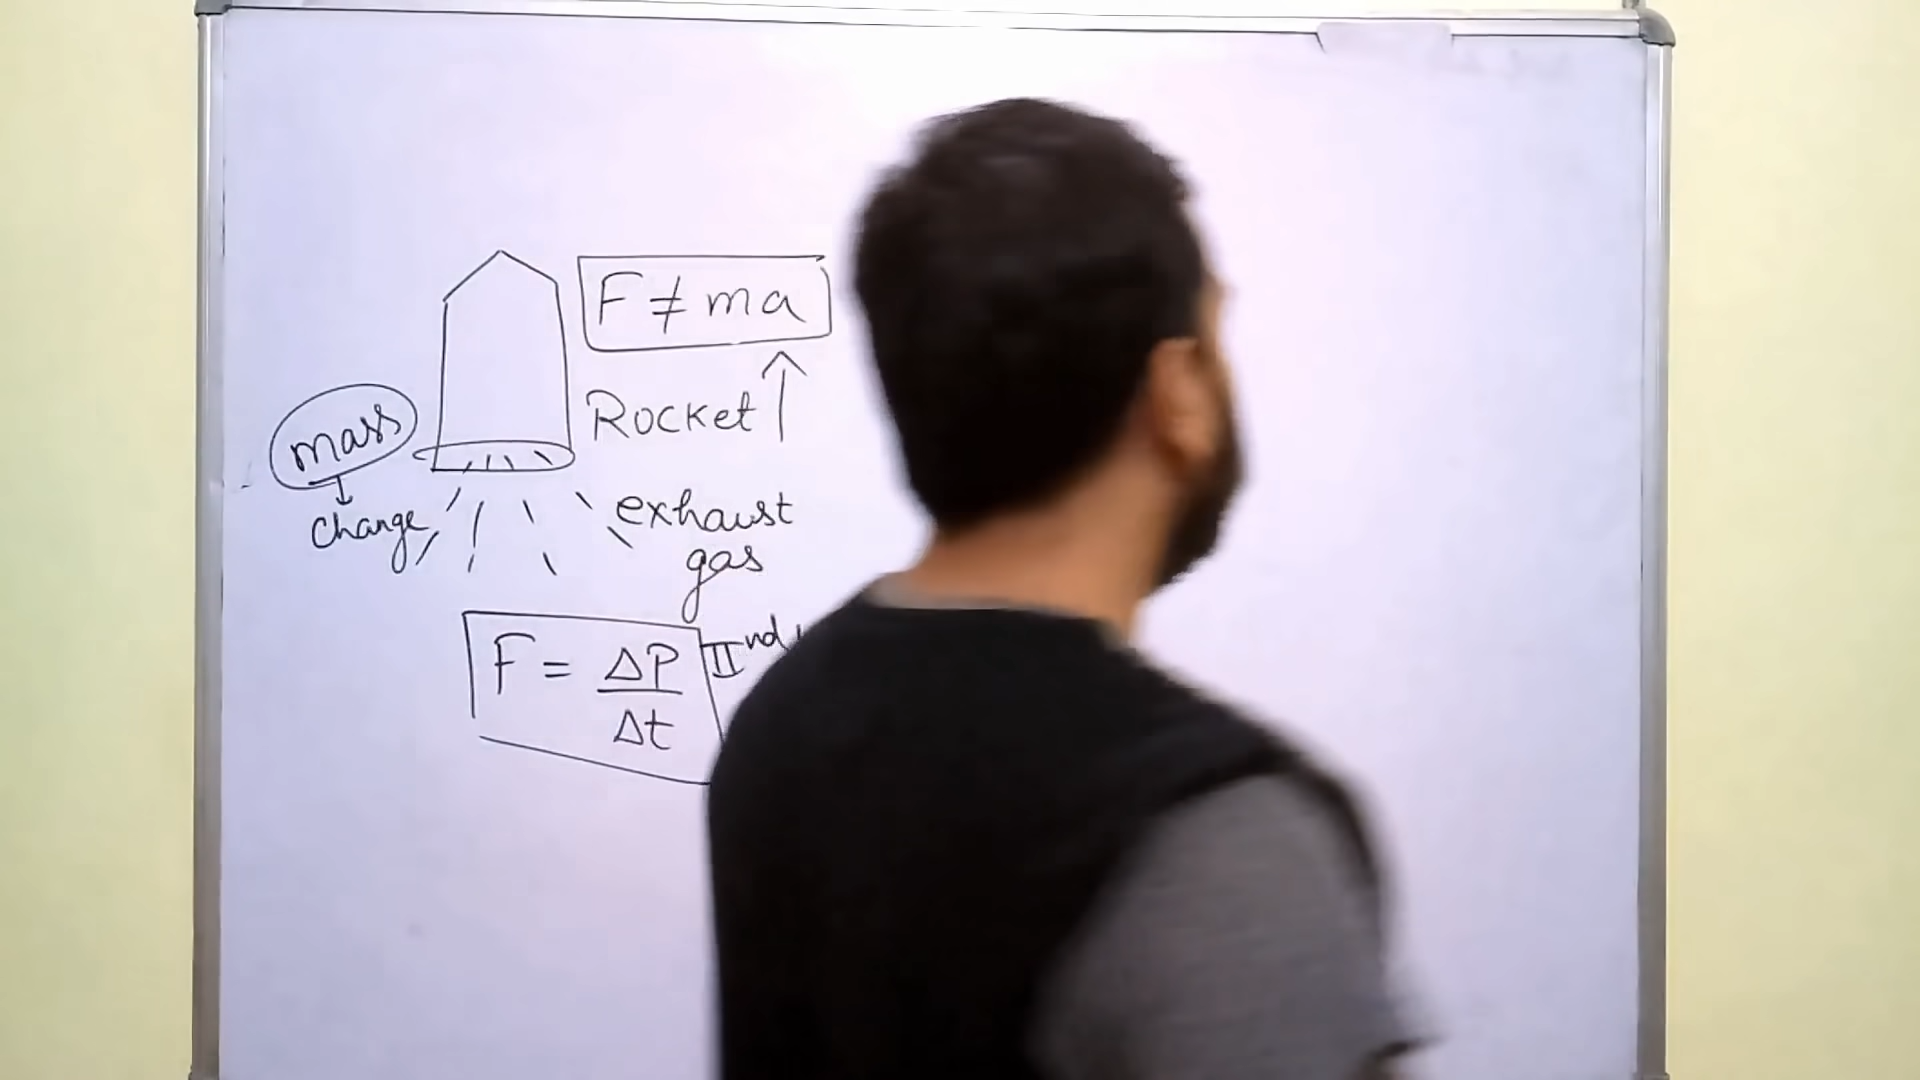 F ≠ ma
Rocket
mass
change
exhaust
gas
F = ΔP/Δt
IInd